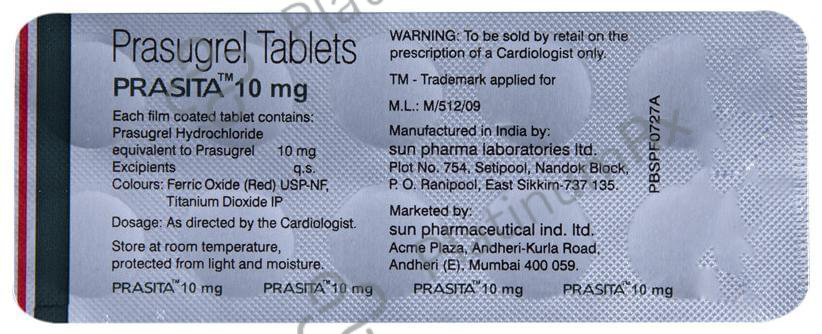 Prasugrel Tablets
PRASITA™ 10 mg
Each film coated tablet contains:
Prasugrel Hydrochloride
equivalent to Prasugrel 10 mg
Excipients q.s.
Colours: Ferric Oxide (Red) USP-NF,
Titanium Dioxide IP
Dosage: As directed by the Cardiologist.
Store at room temperature,
protected from light and moisture.
WARNING: To be sold by retail on the
prescription of a Cardiologist only.
TM - Trademark applied for
M.L.: M/512/09
Manufactured in India by:
sun pharma laboratories ltd.
Plot No. 754, Setipool, Nandok Block,
P. O. Ranipool, East Sikkim-737 135.
Marketed by:
sun pharmaceutical ind. ltd.
Acme Plaza, Andheri-Kurla Road,
Andheri (E), Mumbai 400 059.
PBSPF0727A
PRASITA™ 10 mg PRASITA™ 10 mg PRASITA™ 10 mg PRASITA™ 10 mg
PlatinumRx